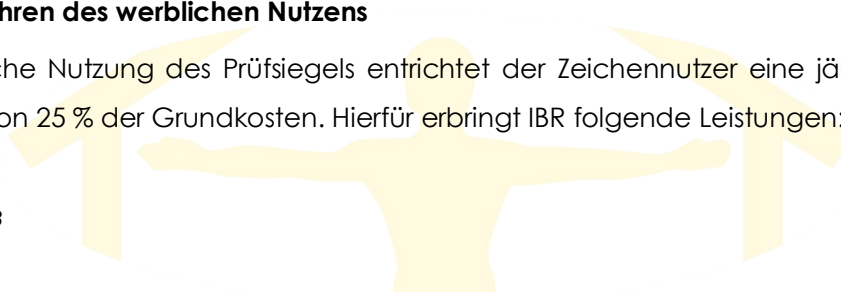 hren des werblichen Nutzens
che Nutzung des Prüfsiegels entrichtet der Zeichennutzer eine jä
on 25 % der Grundkosten. Hierfür erbringt IBR folgende Leistungen: